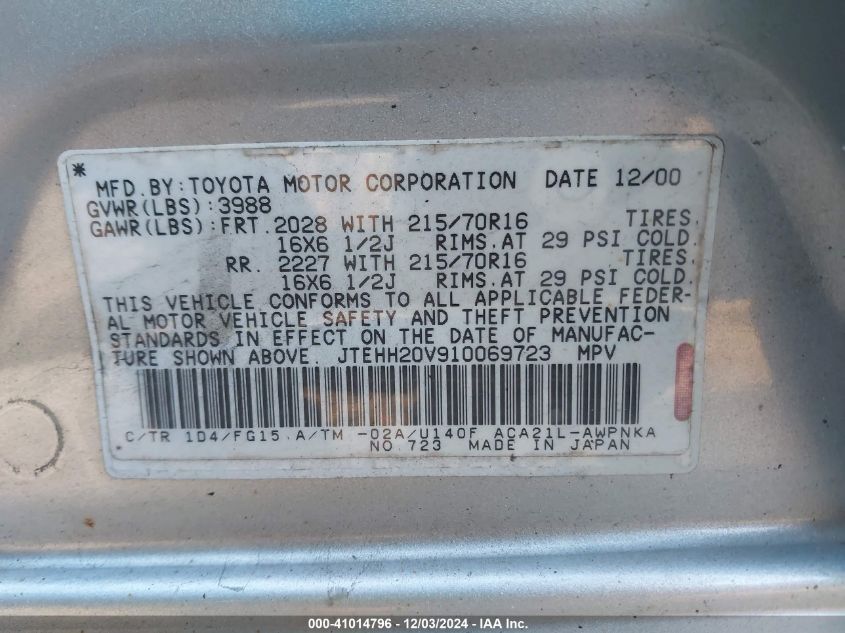 *
MFD. BY: TOYOTA MOTOR CORPORATION DATE 12/00
GVWR(LBS): 3988
GAWR(LBS): FRT. 2028 WITH 215/70R16 TIRES,
16X6 1/2J RIMS. AT 29 PSI COLD.
RR. 2227 WITH 215/70R16 TIRES,
16X6 1/2J RIMS. AT 29 PSI COLD.
THIS VEHICLE CONFORMS TO ALL APPLICABLE FEDER-
AL MOTOR VEHICLE SAFETY AND THEFT PREVENTION
STANDARDS IN EFFECT ON THE DATE OF MANUFAC-
TURE SHOWN ABOVE. JTEHH20V910069723 MPV
C/TR 1D4/FG15 A/TM -02A/U140F ACA21L-AWPNKA
NO. 723 MADE IN JAPAN
000-41014796 - 12/03/2024 - IAA Inc.